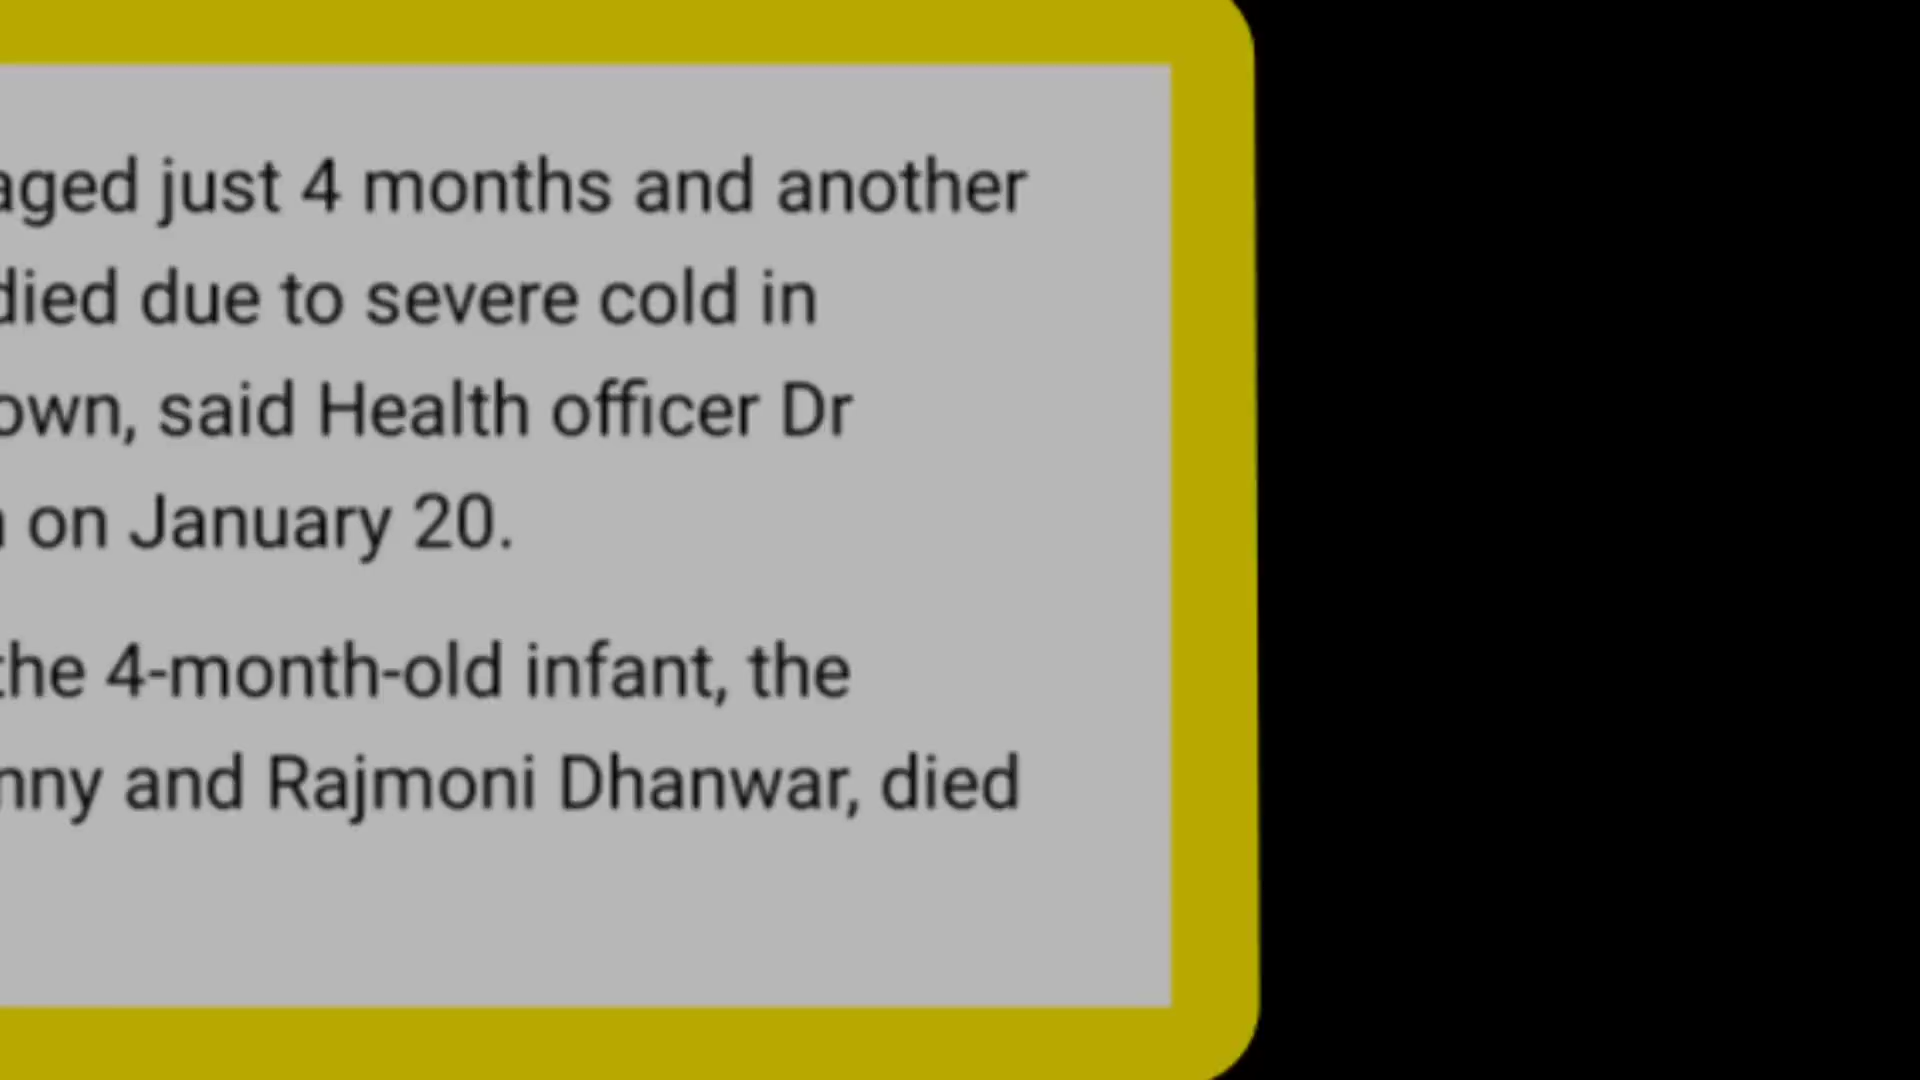 aged just 4 months and another
died due to severe cold in
own, said Health officer Dr
on January 20.
the 4-month-old infant, the
nny and Rajmoni Dhanwar, died